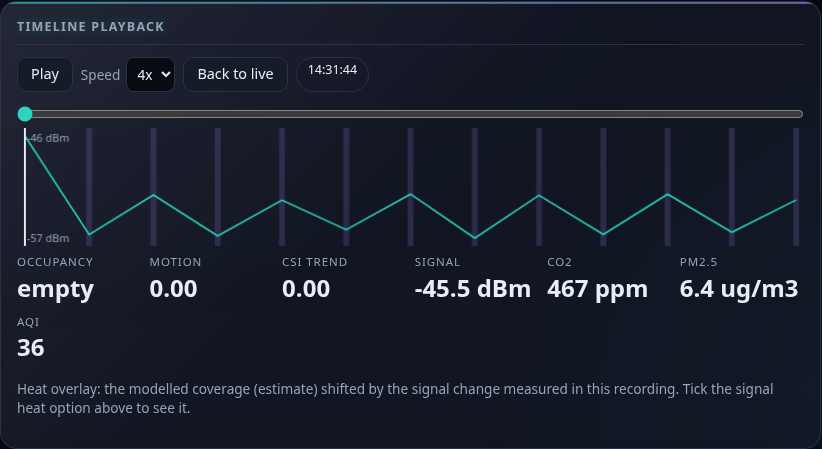 TIMELINE PLAYBACK
Play Speed 4x Back to live 14:31:44
-46 dBm
-57 dBm
OCCUPANCY MOTION CSI TREND SIGNAL CO2 PM2.5
empty 0.00 0.00 -45.5 dBm 467 ppm 6.4 ug/m3
AQI
36
Heat overlay: the modelled coverage (estimate) shifted by the signal change measured in this recording. Tick the signal
heat option above to see it.